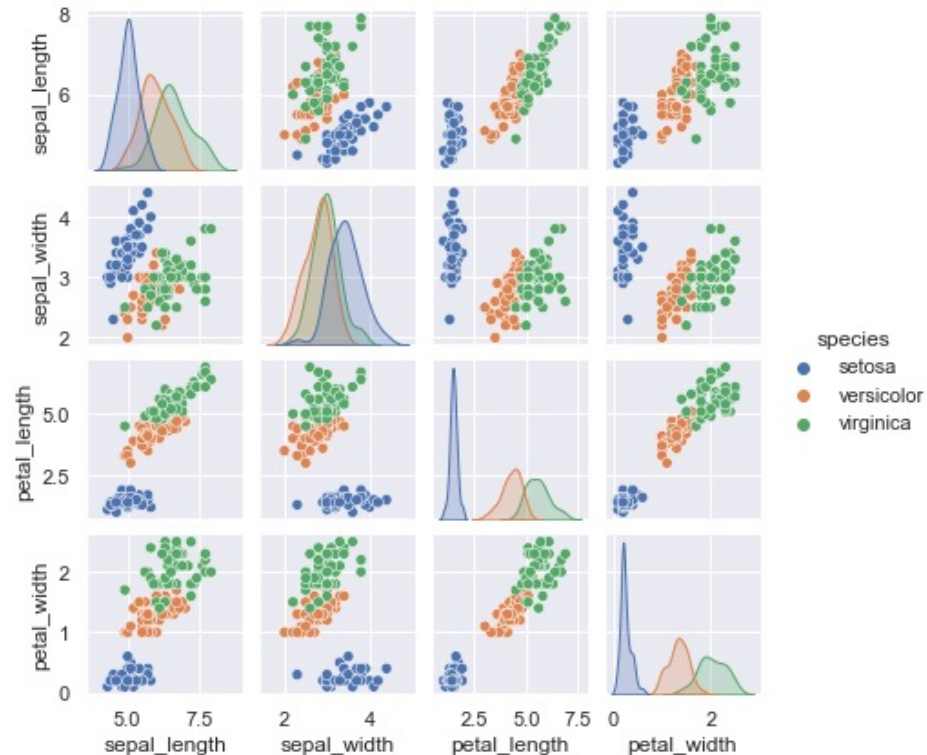 8
6
sepal_length
4
3
2
sepal_width
5.0
2.5
petal_length
2
1
0
petal_width
5.0 7.5
sepal_length
2 4
sepal_width
2.5 5.0 7.5
petal_length
0 2
petal_width
species
setosa
versicolor
virginica